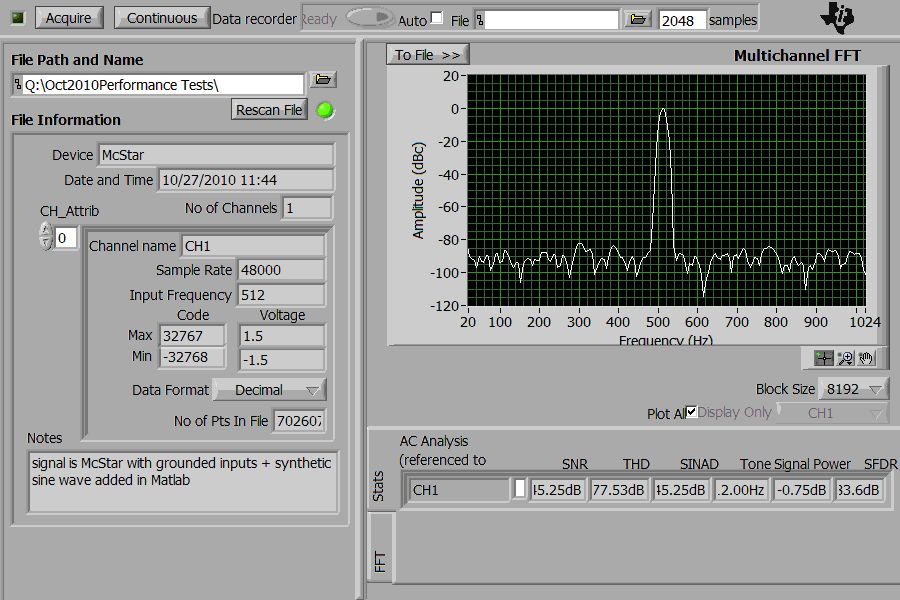 Acquire Continuous Data recorder Ready Auto File 2048 samples
File Path and Name
Q:\Oct2010Performance Tests\
Rescan File
File Information
Device McStar
Date and Time 10/27/2010 11:44
No of Channels 1
CH_Attrib
0
Channel name CH1
Sample Rate 48000
Input Frequency 512
Code Voltage
Max 32767 1.5
Min -32768 -1.5
Data Format Decimal
No of Pts In File 702607
Notes
signal is McStar with grounded inputs + synthetic
sine wave added in Matlab
To File >> Multichannel FFT
Amplitude (dBc)
20
0
-20
-40
-60
-80
-100
-120
20 100 200 300 400 500 600 700 800 900 1024
Frequency (Hz)
Block Size 8192
Plot All Display Only CH1
Stats
FFT
AC Analysis
(referenced to
SNR THD SINAD Tone Signal Power SFDR
CH1 5.25dB 77.53dB 5.25dB 2.00Hz -0.75dB 3.6dB